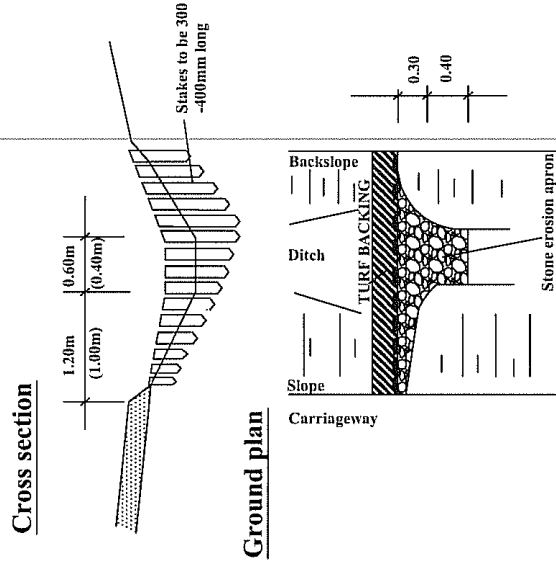 Cross section
1.20m
(1.00m)
0.60m
(0.40m)
Stakes to be 300
-400mm long
Ground plan
Carriageway
Slope
Ditch
Backslope
TURF BACKING
0.30
0.40
Stone erosion apron